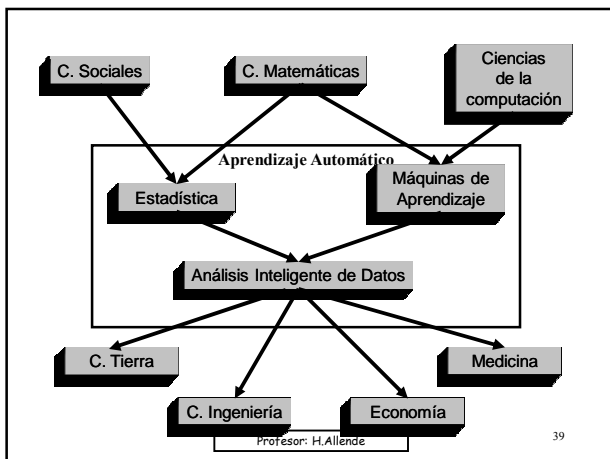 C. Sociales
C. Matemáticas
Ciencias
de la
computación
Aprendizaje Automático
Estadística
Máquinas de
Aprendizaje
Análisis Inteligente de Datos
C. Tierra
Medicina
C. Ingeniería
Economía
Profesor: H.Allende
39